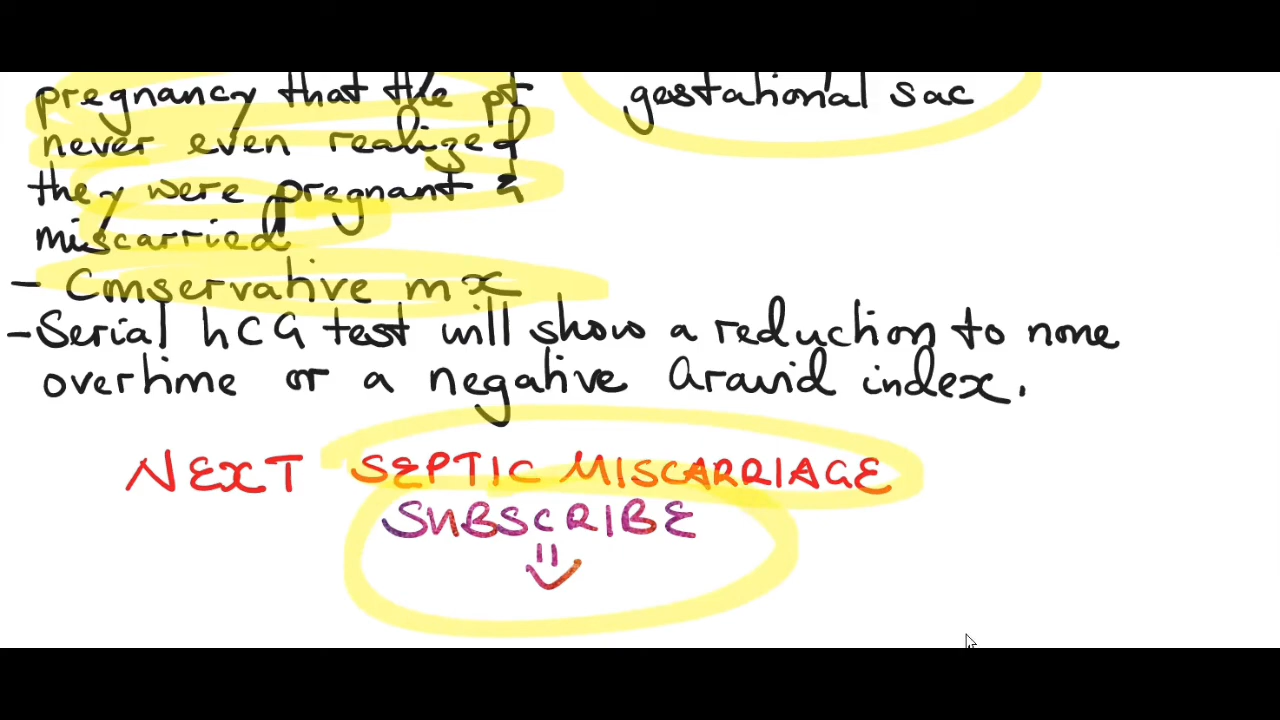 pregnancy that the pt
never even realized
they were pregnant &
miscarried
- Conservative mx
- Serial hCG test will show a reduction to none
overtime or a negative Gravid index.
gestational sac
NEXT SEPTIC MISCARRIAGE
SUBSCRIBE